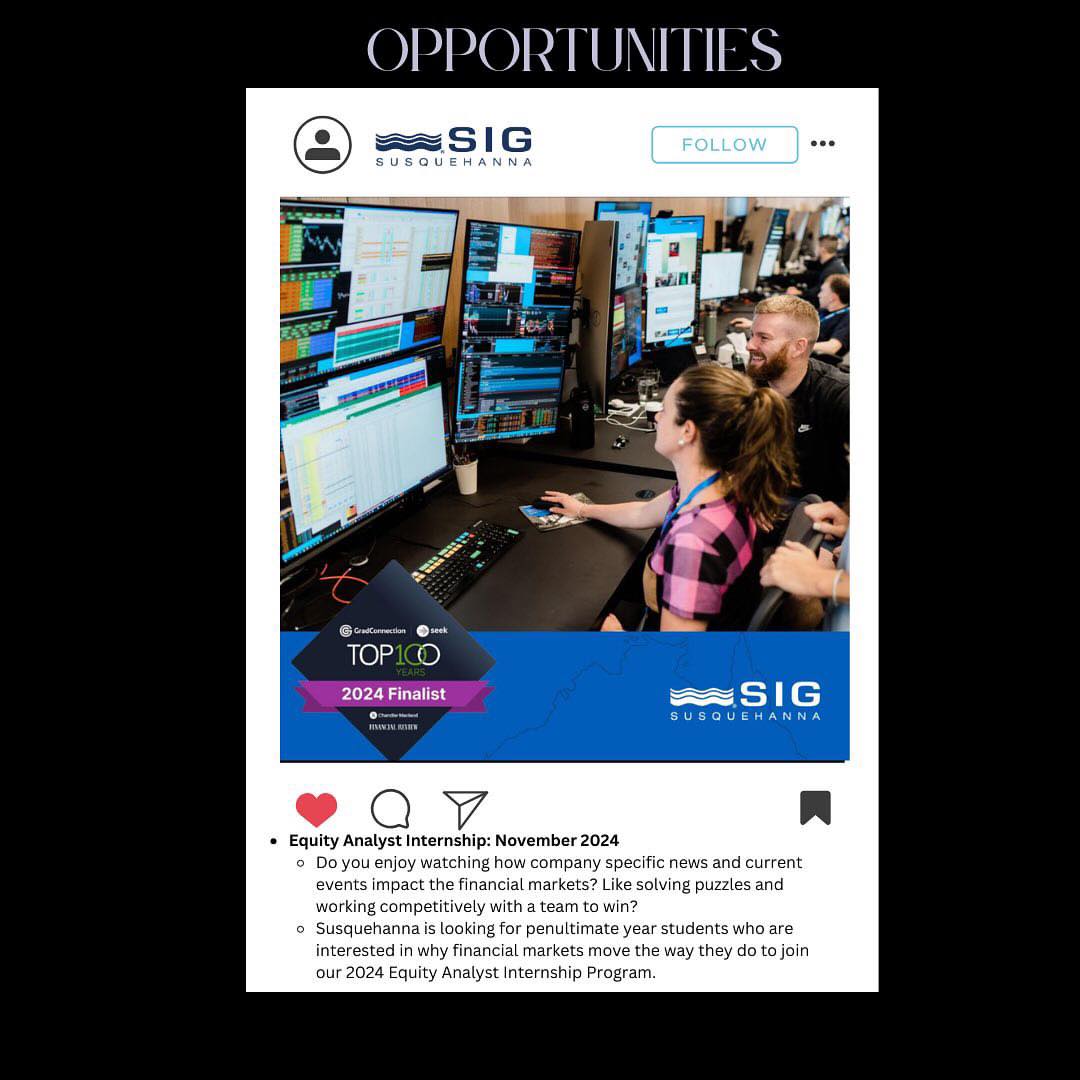 OPPORTUNITIES
SIG
SUSQUEHANNA
FOLLOW
GradConnection seek
TOP100
YEARS
2024 Finalist
Chandler Macleod
FINANCIAL REVIEW
SIG
SUSQUEHANNA
• Equity Analyst Internship: November 2024
○ Do you enjoy watching how company specific news and current
events impact the financial markets? Like solving puzzles and
working competitively with a team to win?
○ Susquehanna is looking for penultimate year students who are
interested in why financial markets move the way they do to join
our 2024 Equity Analyst Internship Program.